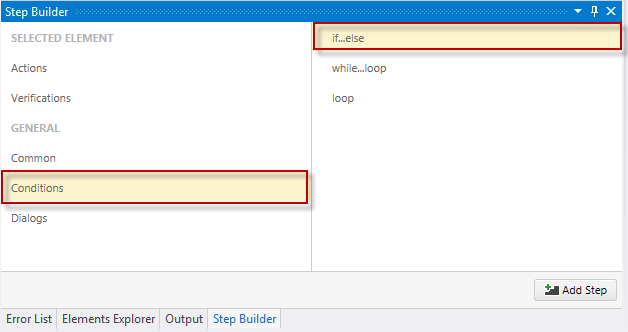 Step Builder
SELECTED ELEMENT
Actions
Verifications
GENERAL
Common
Conditions
Dialogs
if...else
while...loop
loop
Add Step
Error List Elements Explorer Output Step Builder